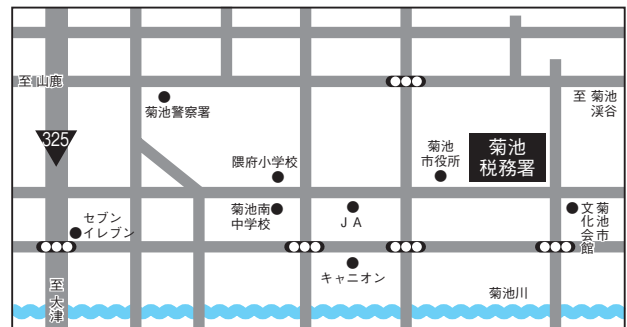 至山鹿
菊池警察署
至 菊池
渓谷
325
菊池
市役所
菊池
税務署
隈府小学校
セブン
イレブン
菊池南
中学校
ＪＡ
菊池市
文化会館
キャニオン
至大津
菊池川